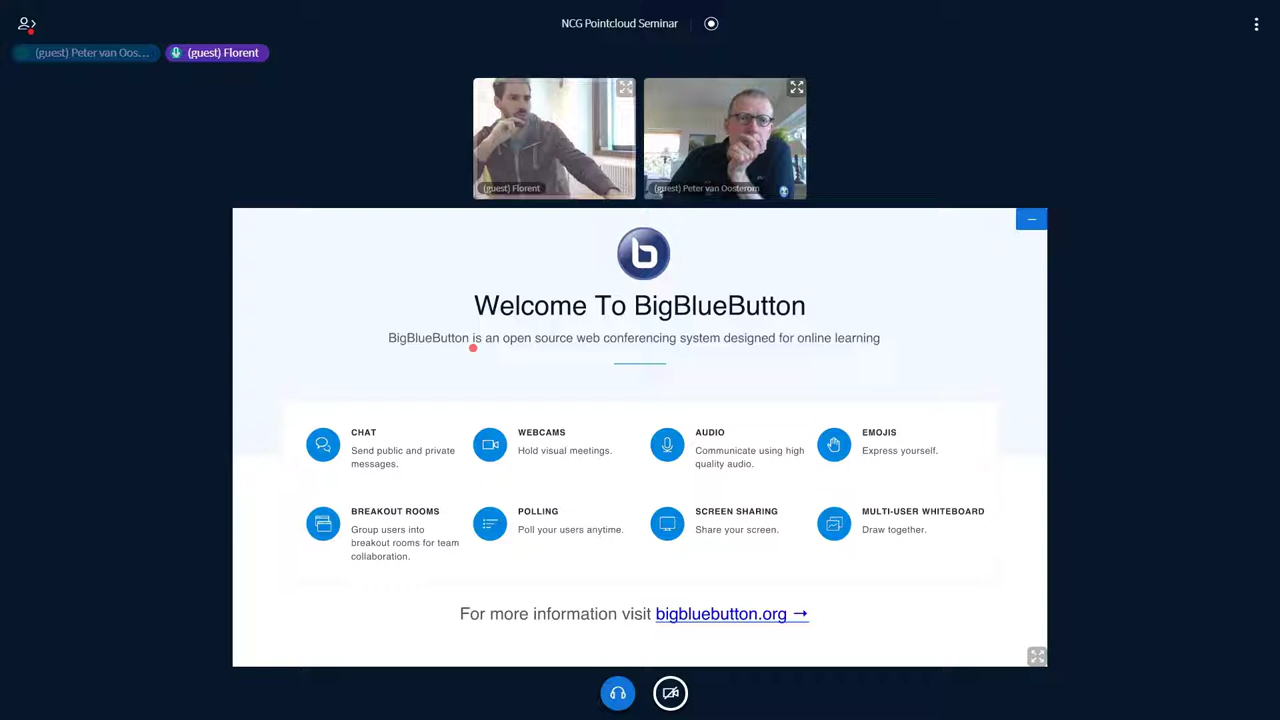 NCG Pointcloud Seminar
(guest) Peter van Oos...
(guest) Florent
(guest) Florent
(guest) Peter van Oosterom
Welcome To BigBlueButton
BigBlueButton is an open source web conferencing system designed for online learning
CHAT
Send public and private
messages.
WEBCAMS
Hold visual meetings.
AUDIO
Communicate using high
quality audio.
EMOJIS
Express yourself.
BREAKOUT ROOMS
Group users into
breakout rooms for team
collaboration.
POLLING
Poll your users anytime.
SCREEN SHARING
Share your screen.
MULTI-USER WHITEBOARD
Draw together.
For more information visit bigbluebutton.org →